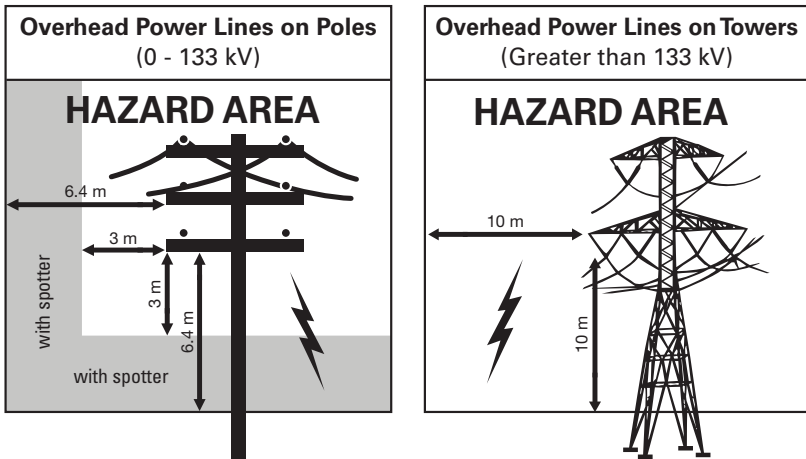 Overhead Power Lines on Poles
(0 - 133 kV)
HAZARD AREA
6.4 m
3 m
3 m
6.4 m
with spotter
with spotter
Overhead Power Lines on Towers
(Greater than 133 kV)
HAZARD AREA
10 m
10 m